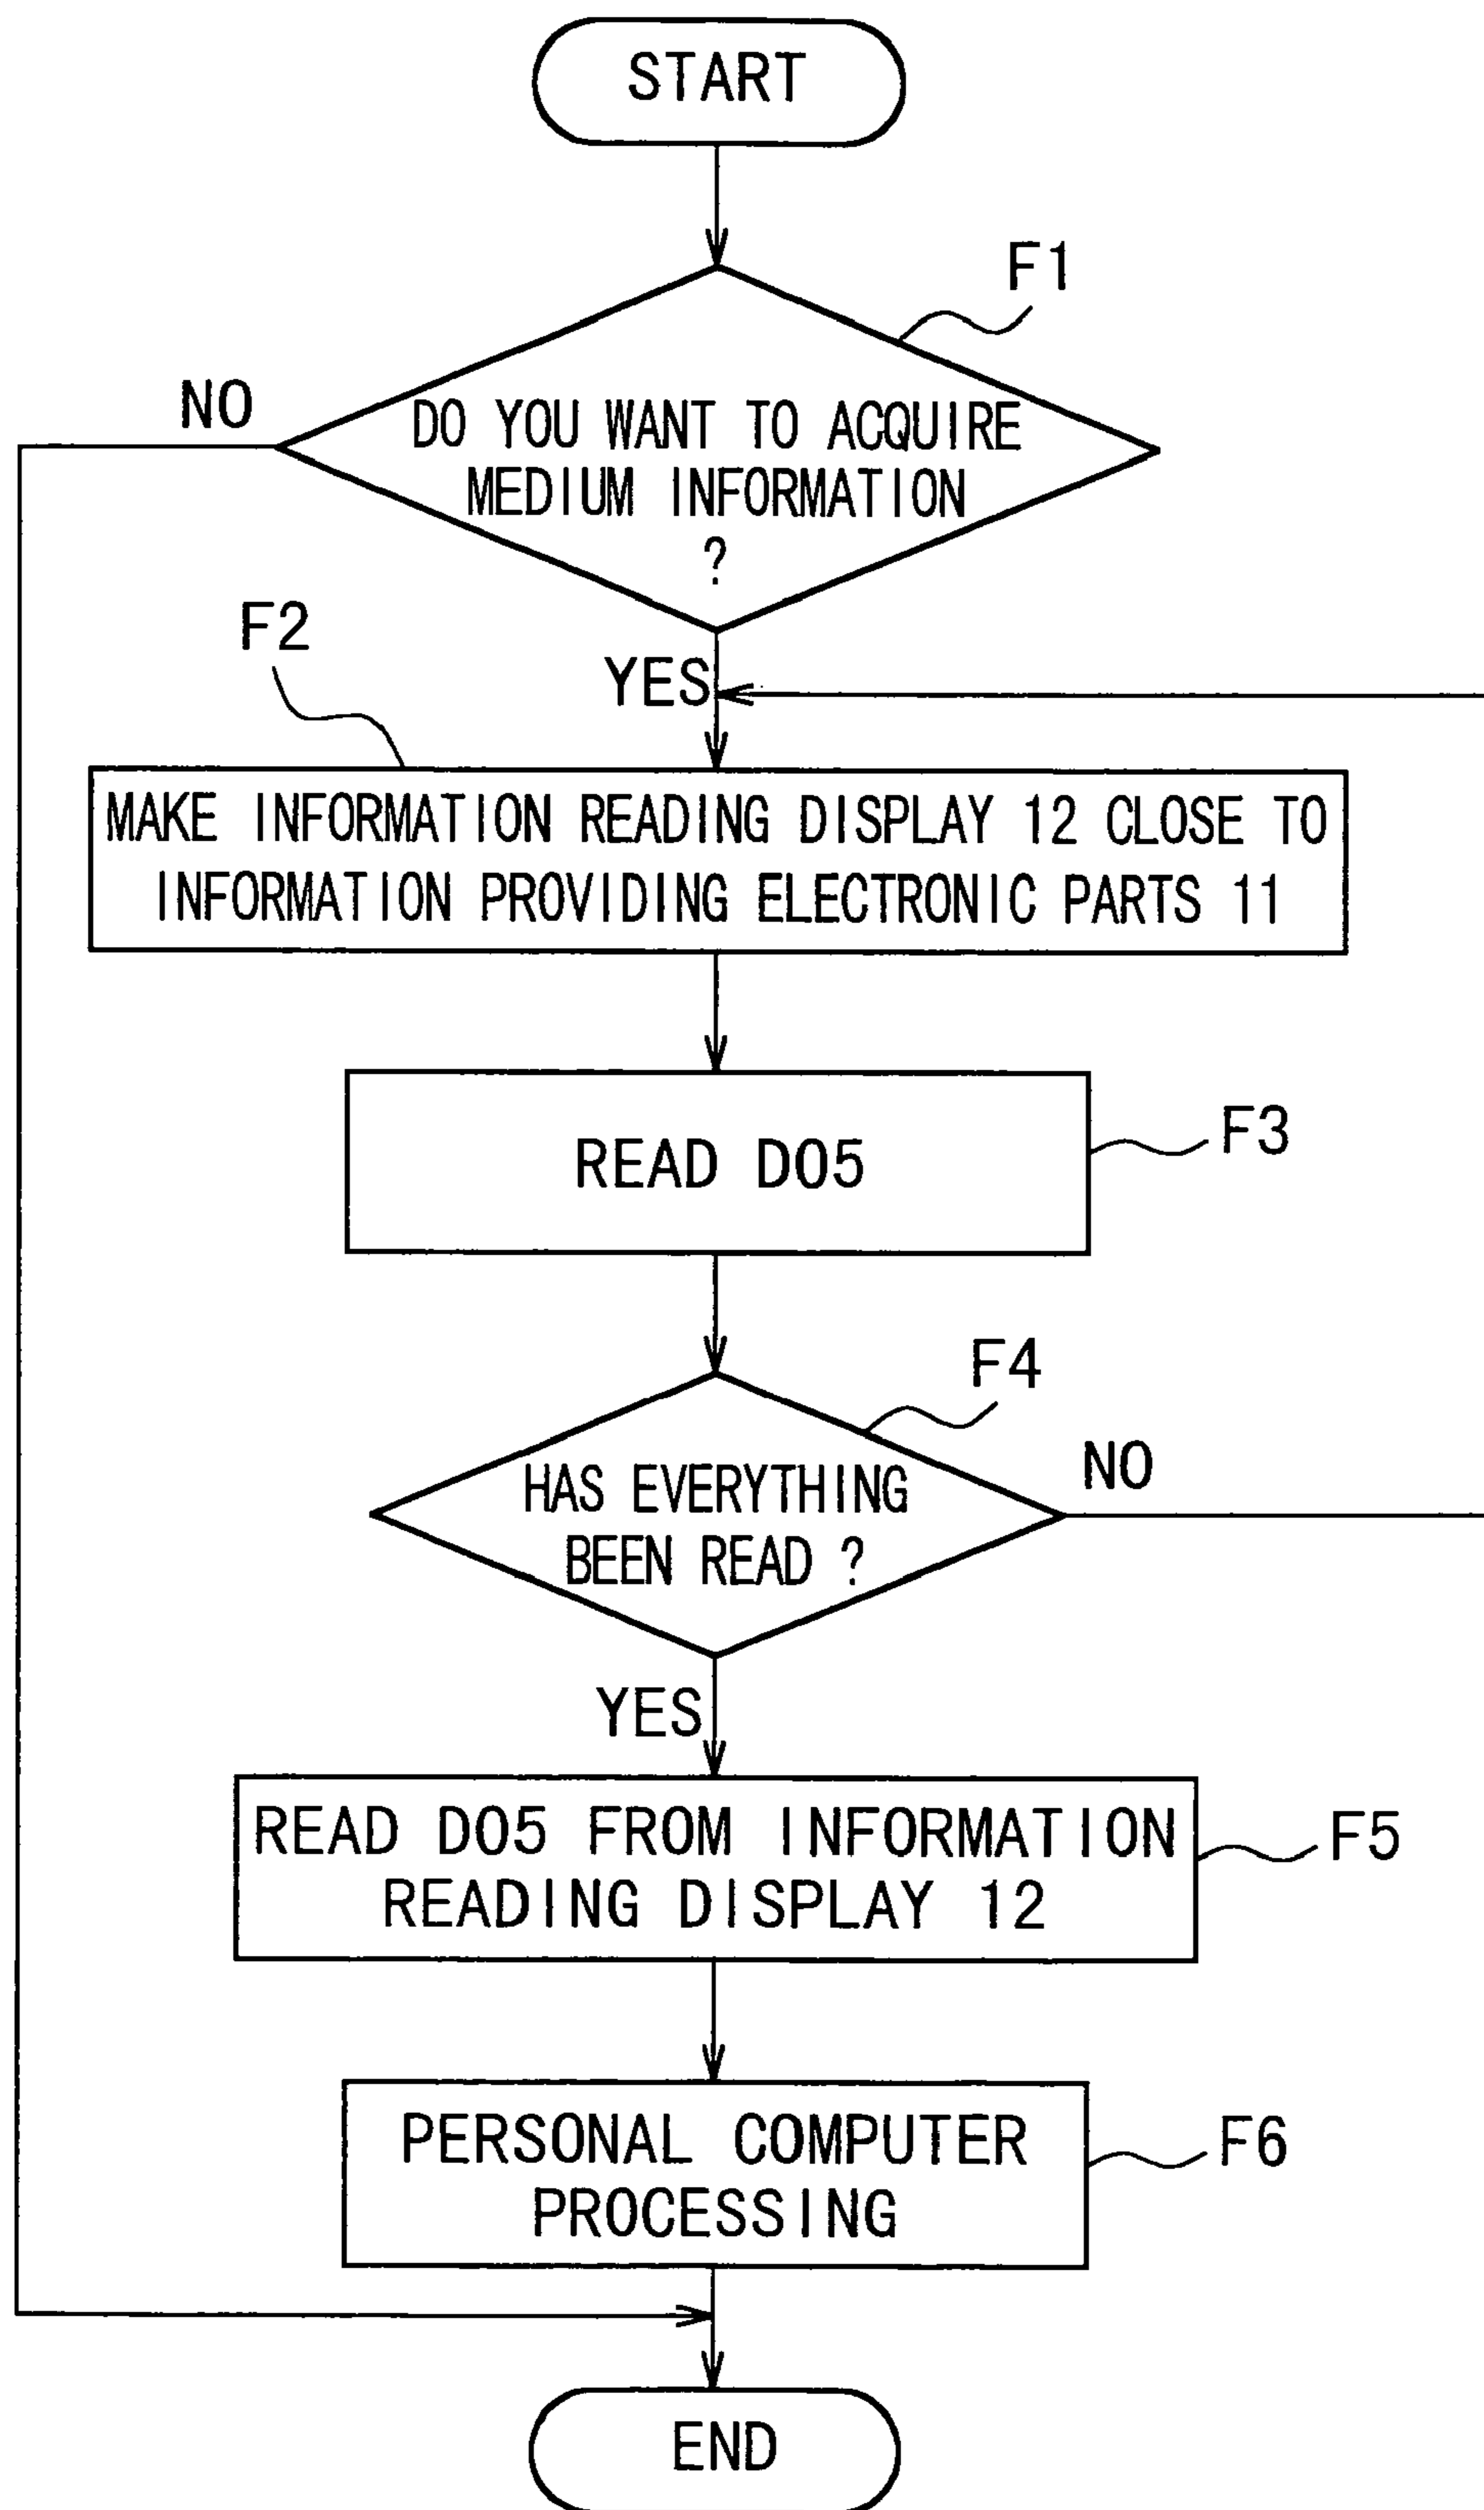 START
F1
NO
DO YOU WANT TO ACQUIRE
MEDIUM INFORMATION
?
F2
YES
MAKE INFORMATION READING DISPLAY 12 CLOSE TO
INFORMATION PROVIDING ELECTRONIC PARTS 11
READ DO5
F3
F4
HAS EVERYTHING
BEEN READ ?
NO
YES
READ DO5 FROM INFORMATION
READING DISPLAY 12
F5
PERSONAL COMPUTER
PROCESSING
F6
END